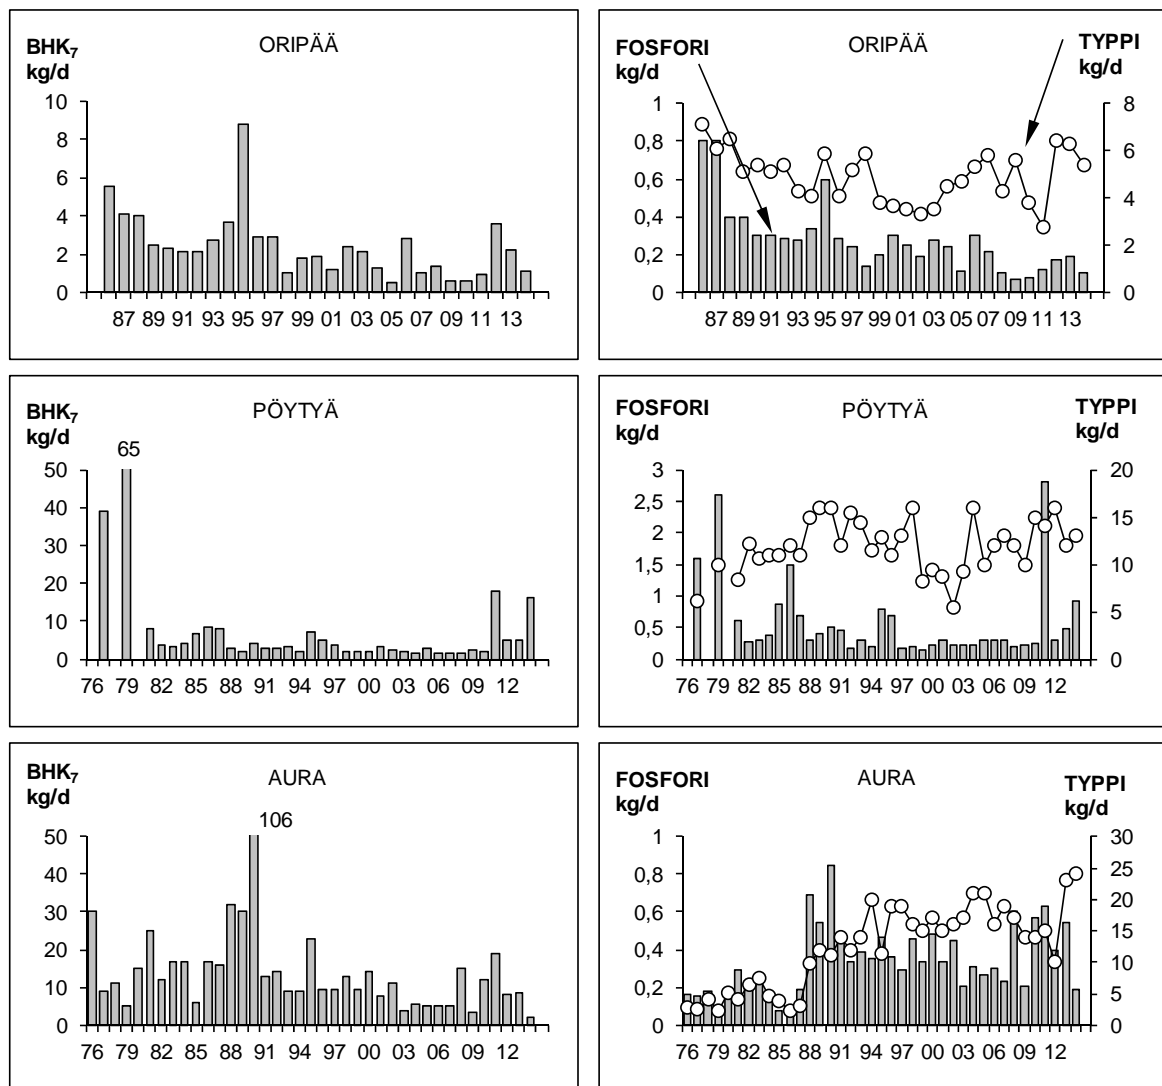 BHK₇
kg/d
ORIPÄÄ
10
8
6
4
2
0
87 89 91 93 95 97 99 01 03 05 07 09 11 13
FOSFORI
kg/d
ORIPÄÄ
TYPPI
kg/d
1
0,8
0,6
0,4
0,2
0
8
6
4
2
0
87 89 91 93 95 97 99 01 03 05 07 09 11 13
BHK₇
kg/d
PÖYTYÄ
65
50
40
30
20
10
0
76 79 82 85 88 91 94 97 00 03 06 09 12
FOSFORI
kg/d
PÖYTYÄ
TYPPI
kg/d
3
2,5
2
1,5
1
0,5
0
20
15
10
5
0
76 79 82 85 88 91 94 97 00 03 06 09 12
BHK₇
kg/d
AURA
106
50
40
30
20
10
0
76 79 82 85 88 91 94 97 00 03 06 09 12
FOSFORI
kg/d
AURA
TYPPI
kg/d
1
0,8
0,6
0,4
0,2
0
30
25
20
15
10
5
0
76 79 82 85 88 91 94 97 00 03 06 09 12